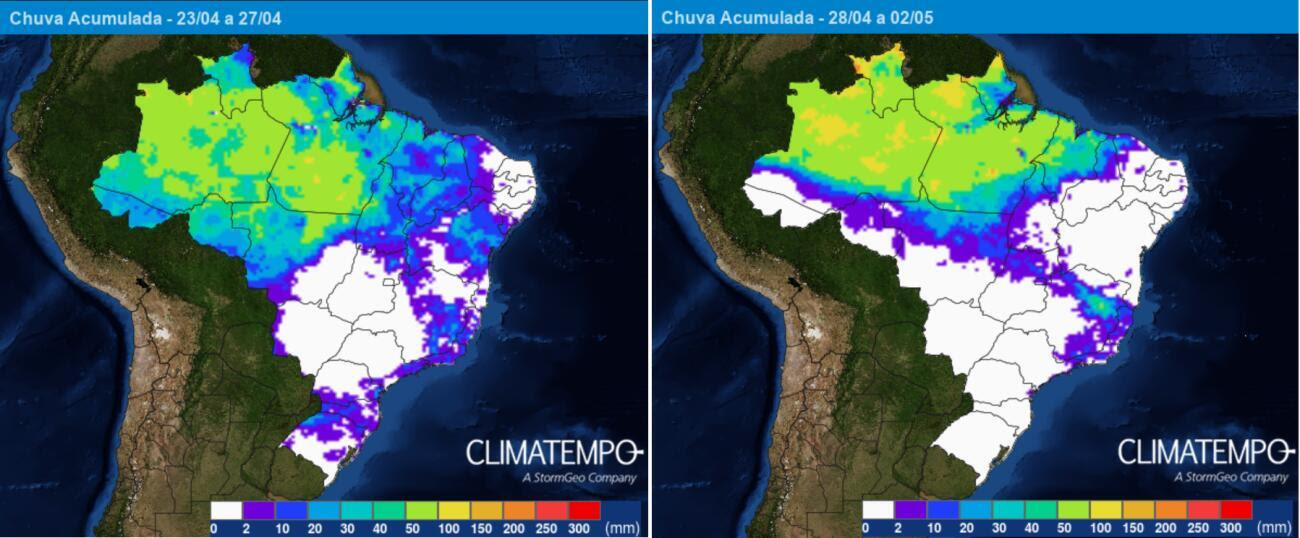 Chuva Acumulada - 23/04 a 27/04
CLIMATEMPO
A StormGeo Company
0 2 10 20 30 40 50 100 150 200 250 300 (mm)
Chuva Acumulada - 28/04 a 02/05
CLIMATEMPO
A StormGeo Company
0 2 10 20 30 40 50 100 150 200 250 300 (mm)